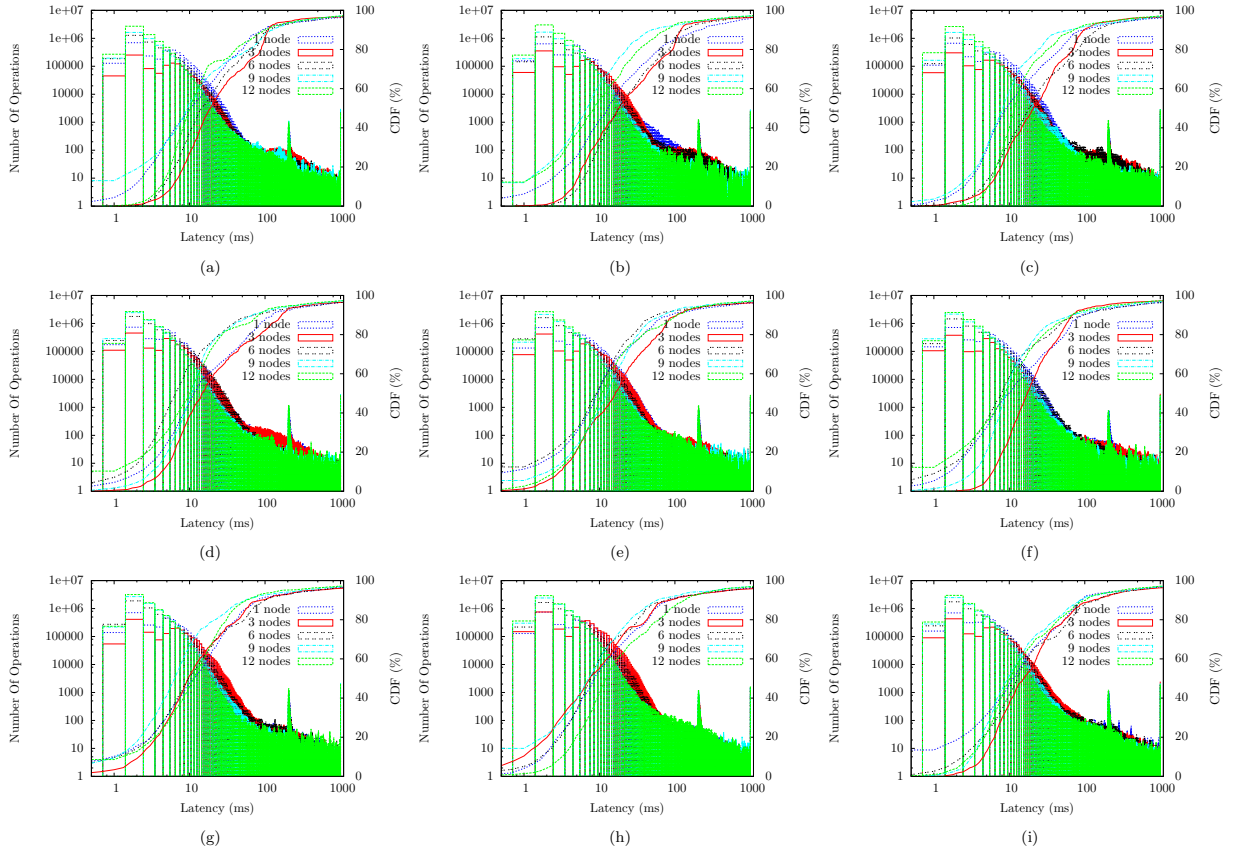 1e+07
1e+06
100000
10000
1000
100
10
1
Number Of Operations
1 10 100 1000
Latency (ms)
100
80
60
40
20
0
CDF (%)
1 node
3 nodes
6 nodes
9 nodes
12 nodes
(a)
1e+07
1e+06
100000
10000
1000
100
10
1
Number Of Operations
1 10 100 1000
Latency (ms)
100
80
60
40
20
0
CDF (%)
1 node
3 nodes
6 nodes
9 nodes
12 nodes
(b)
1e+07
1e+06
100000
10000
1000
100
10
1
Number Of Operations
1 10 100 1000
Latency (ms)
100
80
60
40
20
0
CDF (%)
1 node
3 nodes
6 nodes
9 nodes
12 nodes
(c)
1e+07
1e+06
100000
10000
1000
100
10
1
Number Of Operations
1 10 100 1000
Latency (ms)
100
80
60
40
20
0
CDF (%)
1 node
3 nodes
6 nodes
9 nodes
12 nodes
(d)
1e+07
1e+06
100000
10000
1000
100
10
1
Number Of Operations
1 10 100 1000
Latency (ms)
100
80
60
40
20
0
CDF (%)
1 node
3 nodes
6 nodes
9 nodes
12 nodes
(e)
1e+07
1e+06
100000
10000
1000
100
10
1
Number Of Operations
1 10 100 1000
Latency (ms)
100
80
60
40
20
0
CDF (%)
1 node
3 nodes
6 nodes
9 nodes
12 nodes
(f)
1e+07
1e+06
100000
10000
1000
100
10
1
Number Of Operations
1 10 100 1000
Latency (ms)
100
80
60
40
20
0
CDF (%)
1 node
3 nodes
6 nodes
9 nodes
12 nodes
(g)
1e+07
1e+06
100000
10000
1000
100
10
1
Number Of Operations
1 10 100 1000
Latency (ms)
100
80
60
40
20
0
CDF (%)
1 node
3 nodes
6 nodes
9 nodes
12 nodes
(h)
1e+07
1e+06
100000
10000
1000
100
10
1
Number Of Operations
1 10 100 1000
Latency (ms)
100
80
60
40
20
0
CDF (%)
1 node
3 nodes
6 nodes
9 nodes
12 nodes
(i)